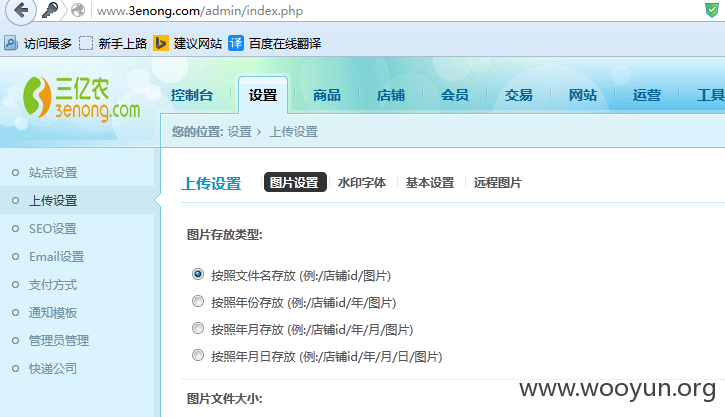 www.3enong.com/admin/index.php
访问最多 新手上路 建议网站 译 百度在线翻译
三亿农
3enong.com
控制台 设置 商品 店铺 会员 交易 网站 运营 工具
您的位置: 设置 › 上传设置
站点设置
上传设置
SEO设置
Email设置
支付方式
通知模板
管理员管理
快递公司
上传设置 图片设置 水印字体 基本设置 远程图片
图片存放类型:
按照文件名存放 (例:/店铺id/图片)
按照年份存放 (例:/店铺id/年/图片)
按照年月存放 (例:/店铺id/年/月/图片)
按照年月日存放 (例:/店铺id/年/月/日/图片)
图片文件大小:
www.wooyun.org